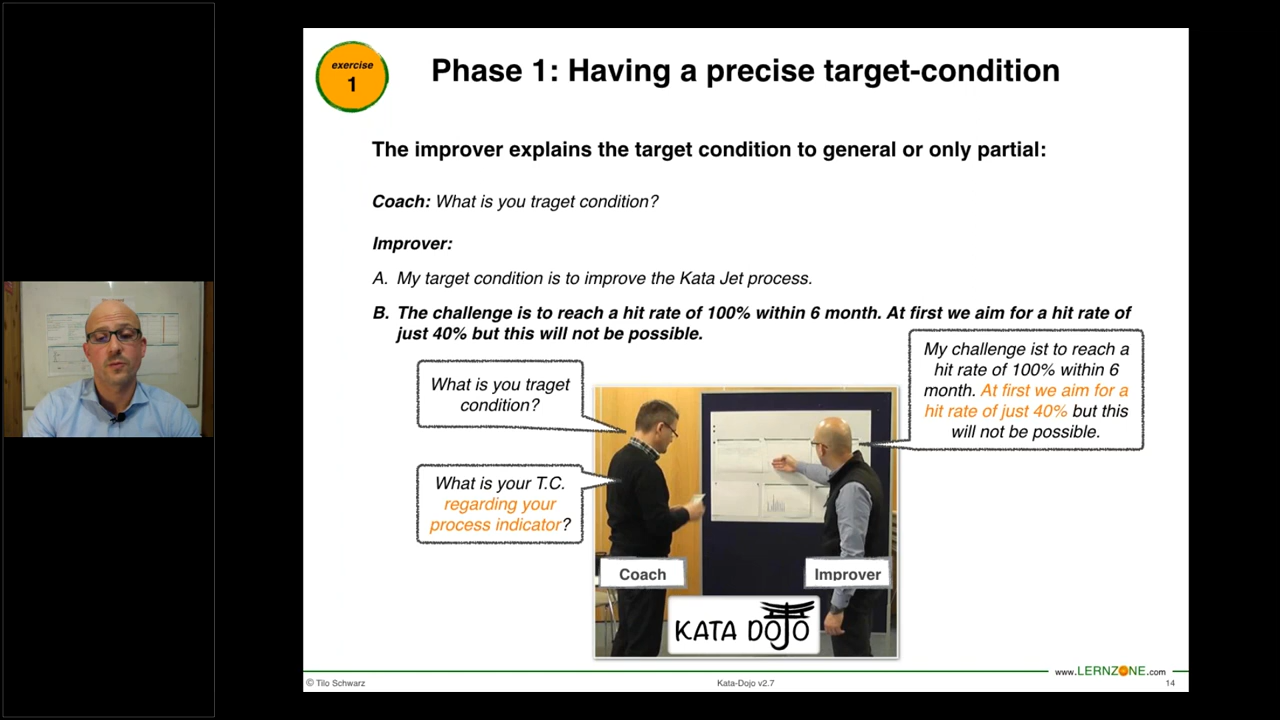 exercise
1
Phase 1: Having a precise target-condition
The improver explains the target condition to general or only partial:
Coach: What is you traget condition?
Improver:
A. My target condition is to improve the Kata Jet process.
B. The challenge is to reach a hit rate of 100% within 6 month. At first we aim for a hit rate of
just 40% but this will not be possible.
What is you traget
condition?
My challenge ist to reach a
hit rate of 100% within 6
month. At first we aim for a
hit rate of just 40% but this
will not be possible.
What is your T.C.
regarding your
process indicator?
Coach
Improver
KATA DOJO
www.LERNZONE.com
© Tilo Schwarz
Kata-Dojo v2.7
14